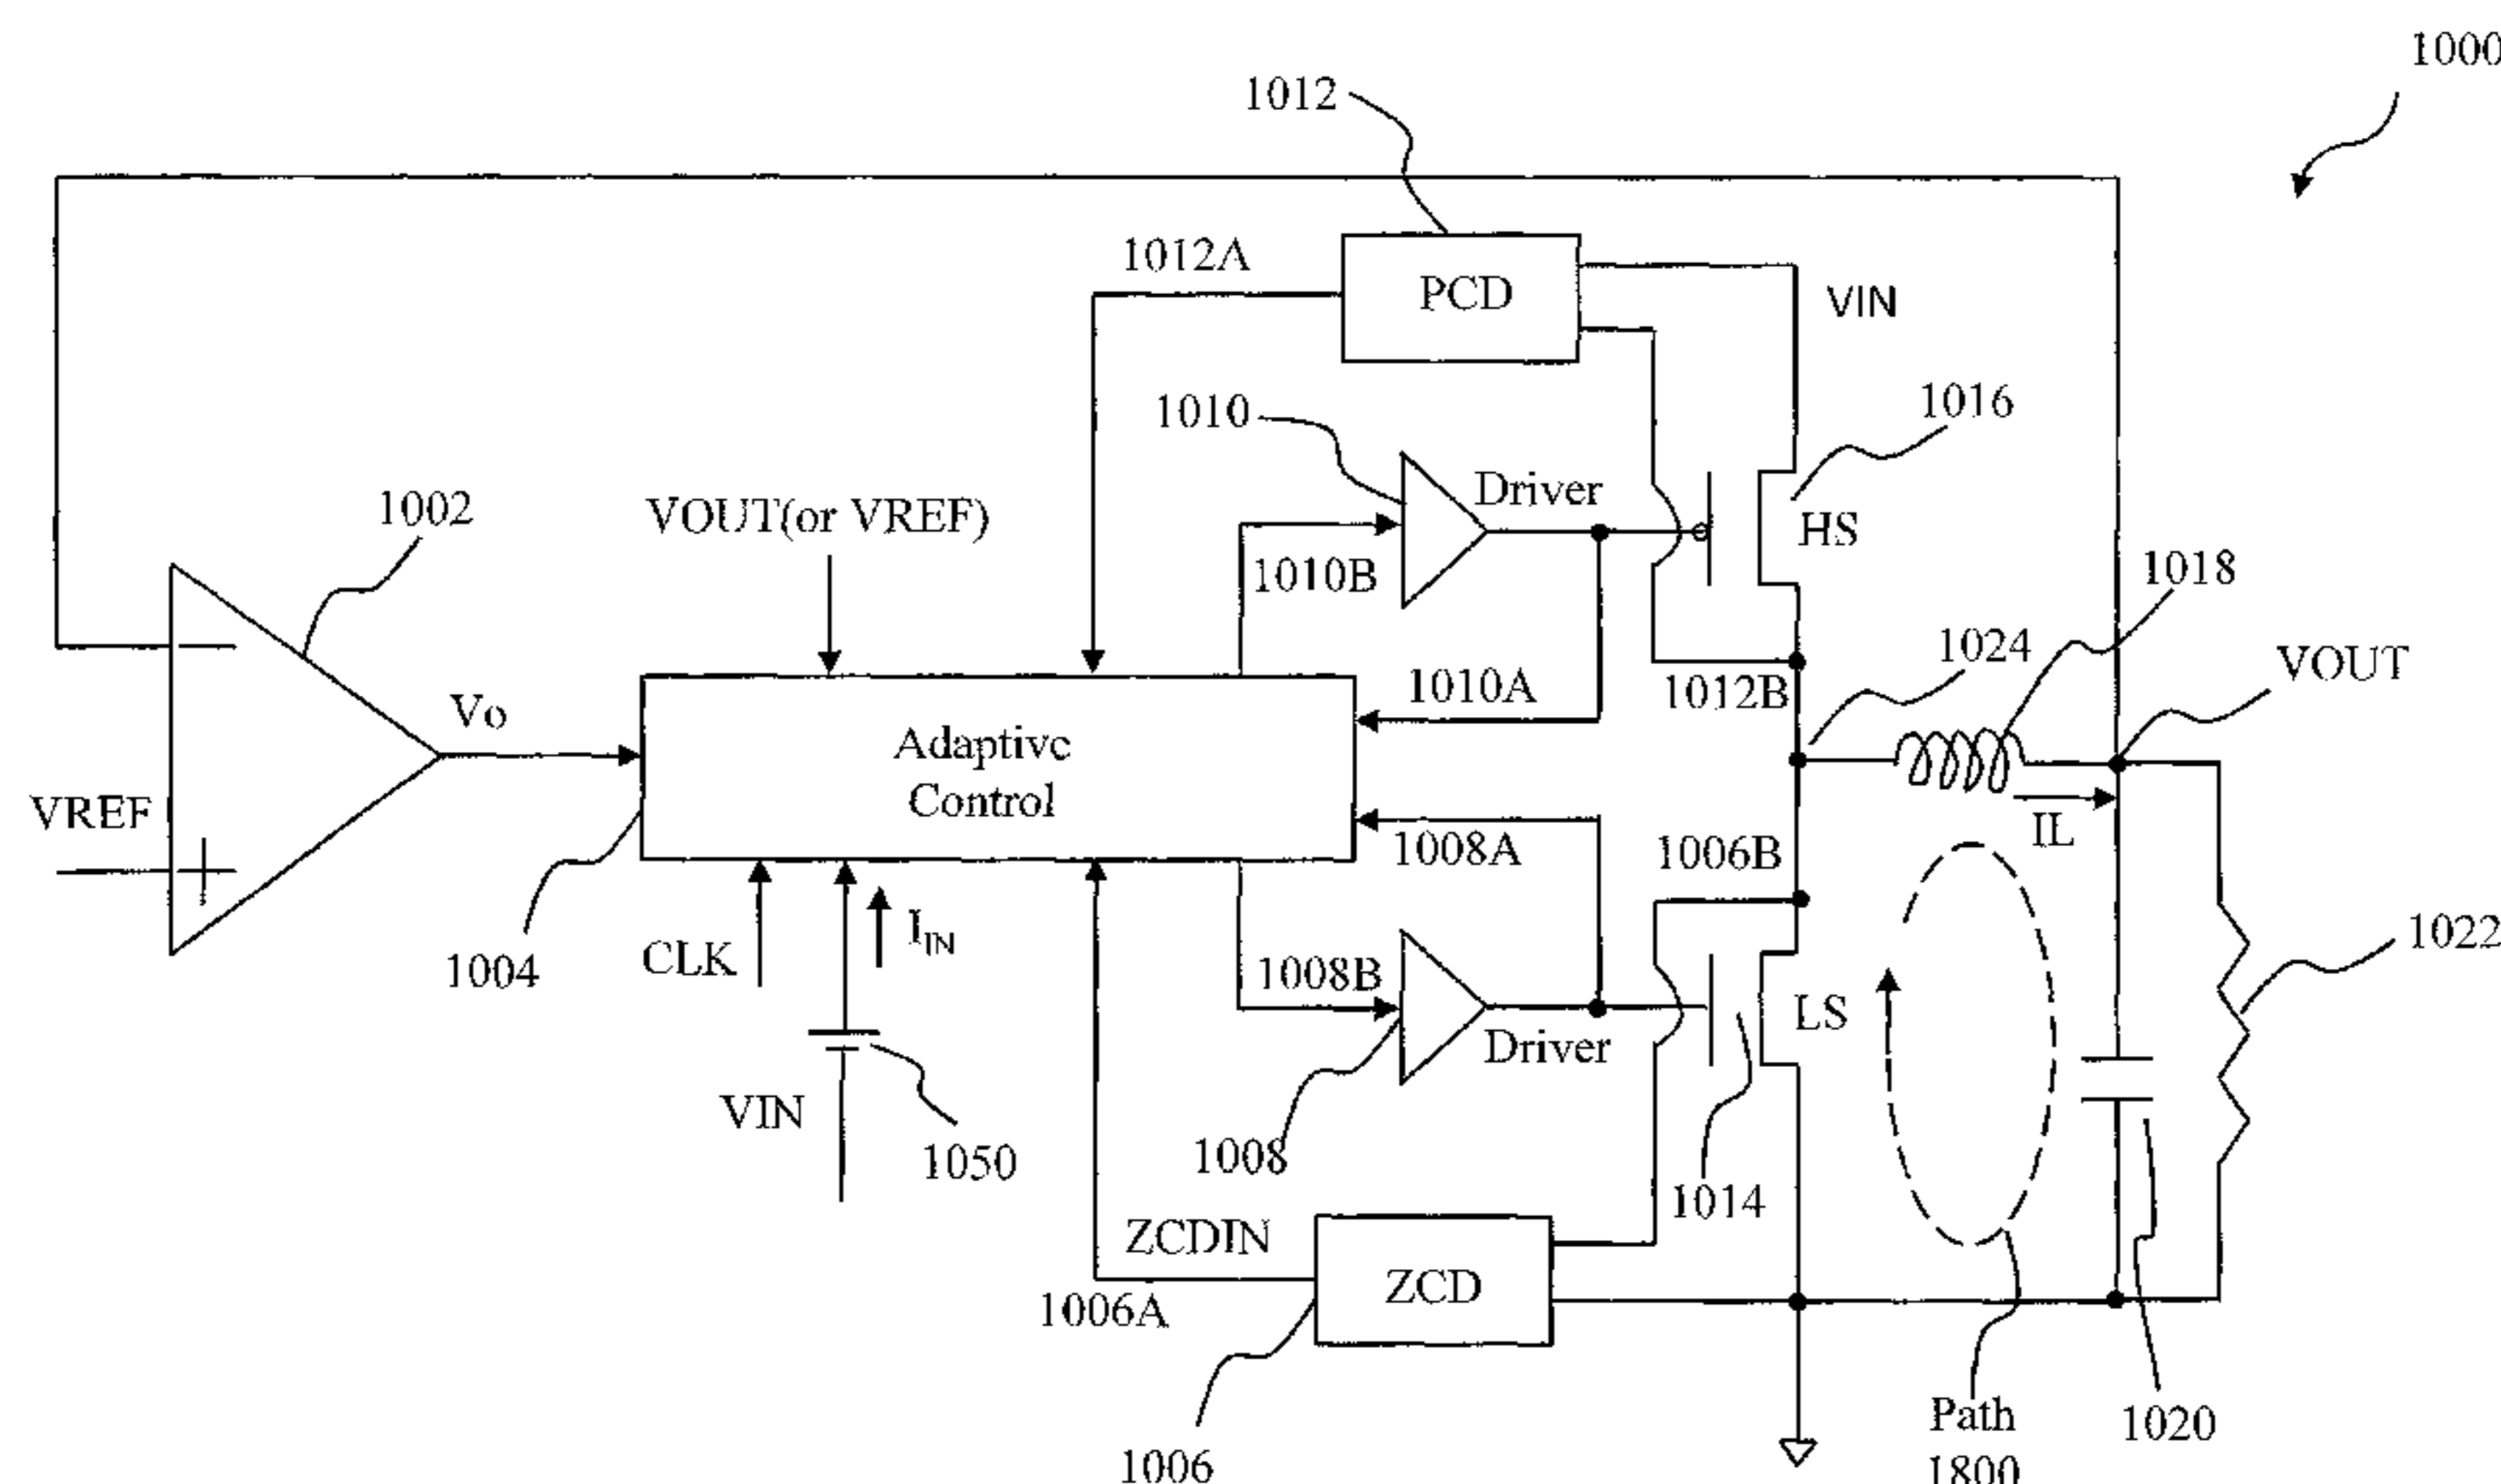 1000
1012
1012A
PCD
VIN
1010
1016
Driver
1002
VOUT(or VREF)
HS
1010B
1018
1024
VOUT
1010A
1012B
Vo
Adaptive
Control
VREF
IL
1008A
1006B
1022
IIN
CLK
1004
1008B
LS
Driver
VIN
1050
1008
1014
ZCDIN
ZCD
1006A
Path
1800
1020
1006